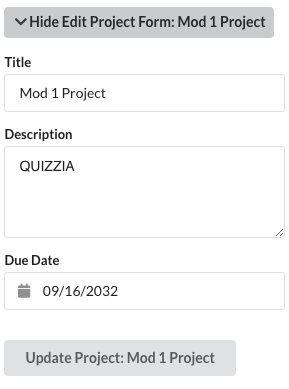 Hide Edit Project Form: Mod 1 Project
Title
Mod 1 Project
Description
QUIZZIA
Due Date
09/16/2032
Update Project: Mod 1 Project